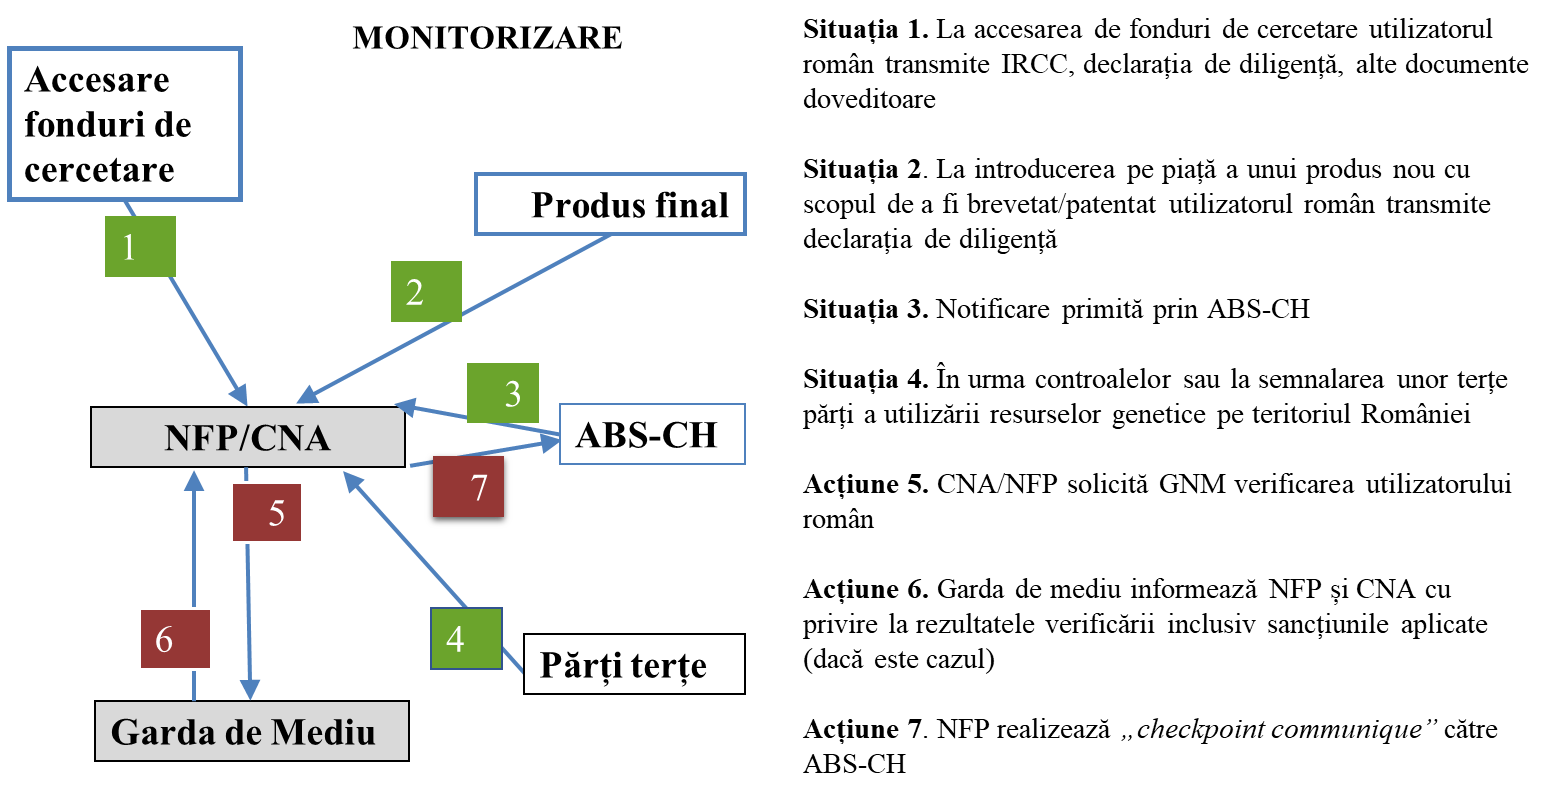 MONITORIZARE
Accesare
fonduri de
cercetare
1
Produs final
2
3
NFP/CNA
ABS-CH
7
5
6
4
Părți terțe
Garda de Mediu
Situația 1. La accesarea de fonduri de cercetare utilizatorul
român transmite IRCC, declarația de diligență, alte documente
doveditoare
Situația 2. La introducerea pe piață a unui produs nou cu
scopul de a fi brevetat/patentat utilizatorul român transmite
declarația de diligență
Situația 3. Notificare primită prin ABS-CH
Situația 4. În urma controalelor sau la semnalarea unor terțe
părți a utilizării resurselor genetice pe teritoriul României
Acțiune 5. CNA/NFP solicită GNM verificarea utilizatorului
român
Acțiune 6. Garda de mediu informează NFP și CNA cu
privire la rezultatele verificării inclusiv sancțiunile aplicate
(dacă este cazul)
Acțiune 7. NFP realizează „checkpoint communique” către
ABS-CH